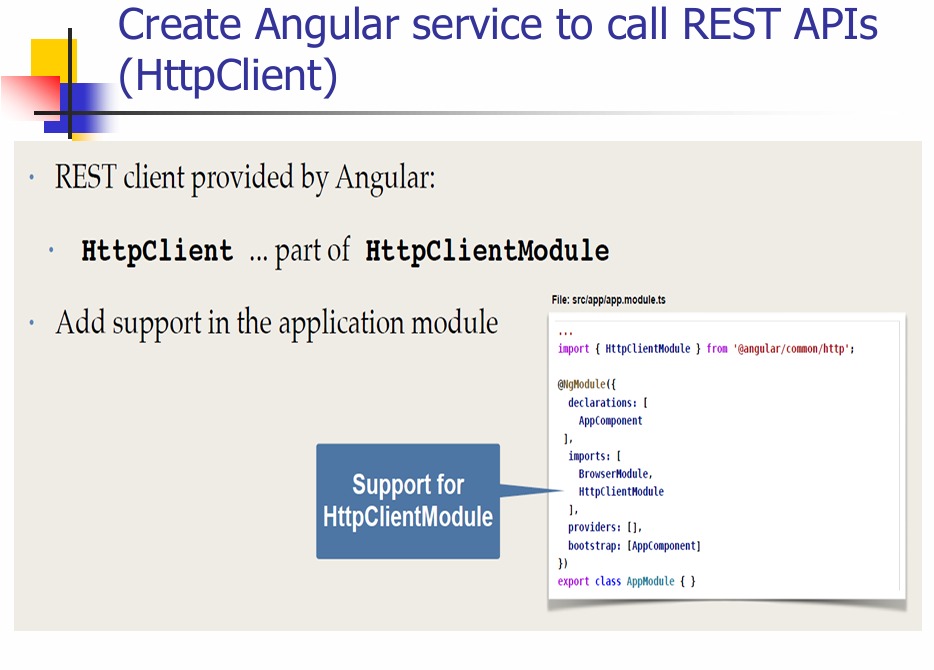 Create Angular service to call REST APIs
(HttpClient)
• REST client provided by Angular:
• HttpClient ... part of HttpClientModule
• Add support in the application module
File: src/app/app.module.ts
...
import { HttpClientModule } from '@angular/common/http';
@NgModule({
declarations: [
AppComponent
],
imports: [
BrowserModule,
HttpClientModule
],
providers: [],
bootstrap: [AppComponent]
})
export class AppModule { }
Support for
HttpClientModule